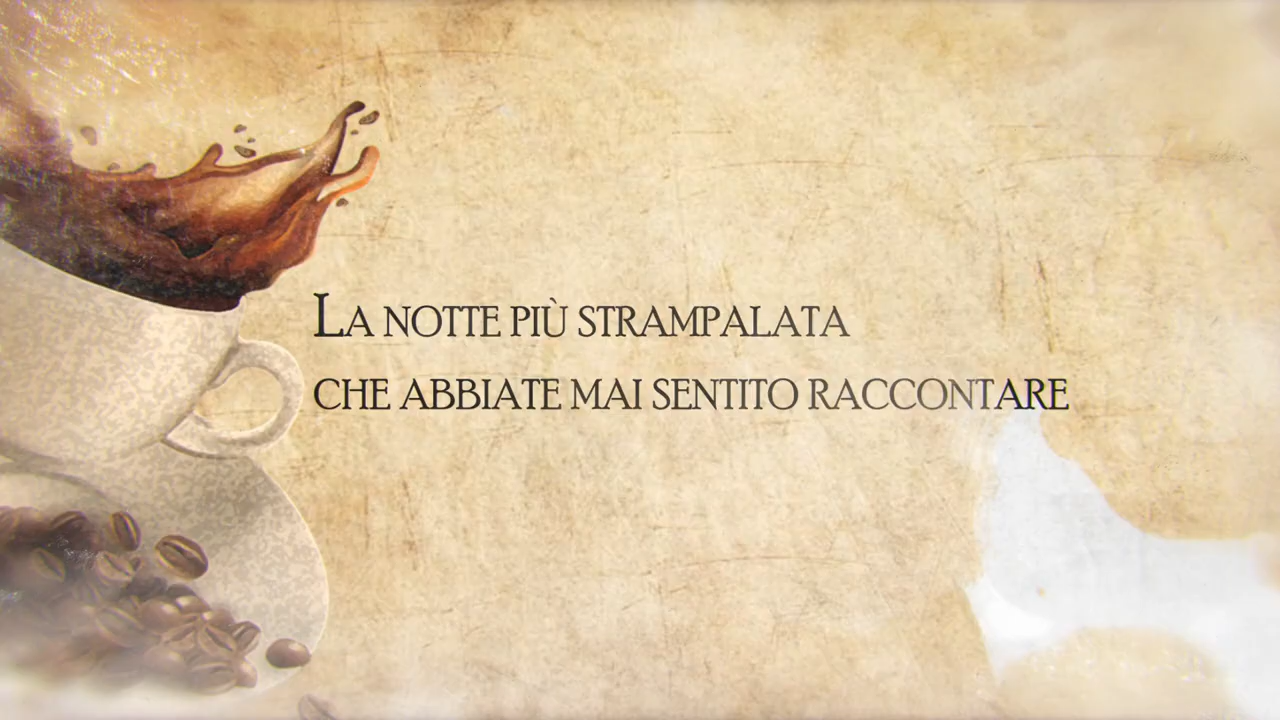 La notte più strampalata
che abbiate mai sentito raccontare